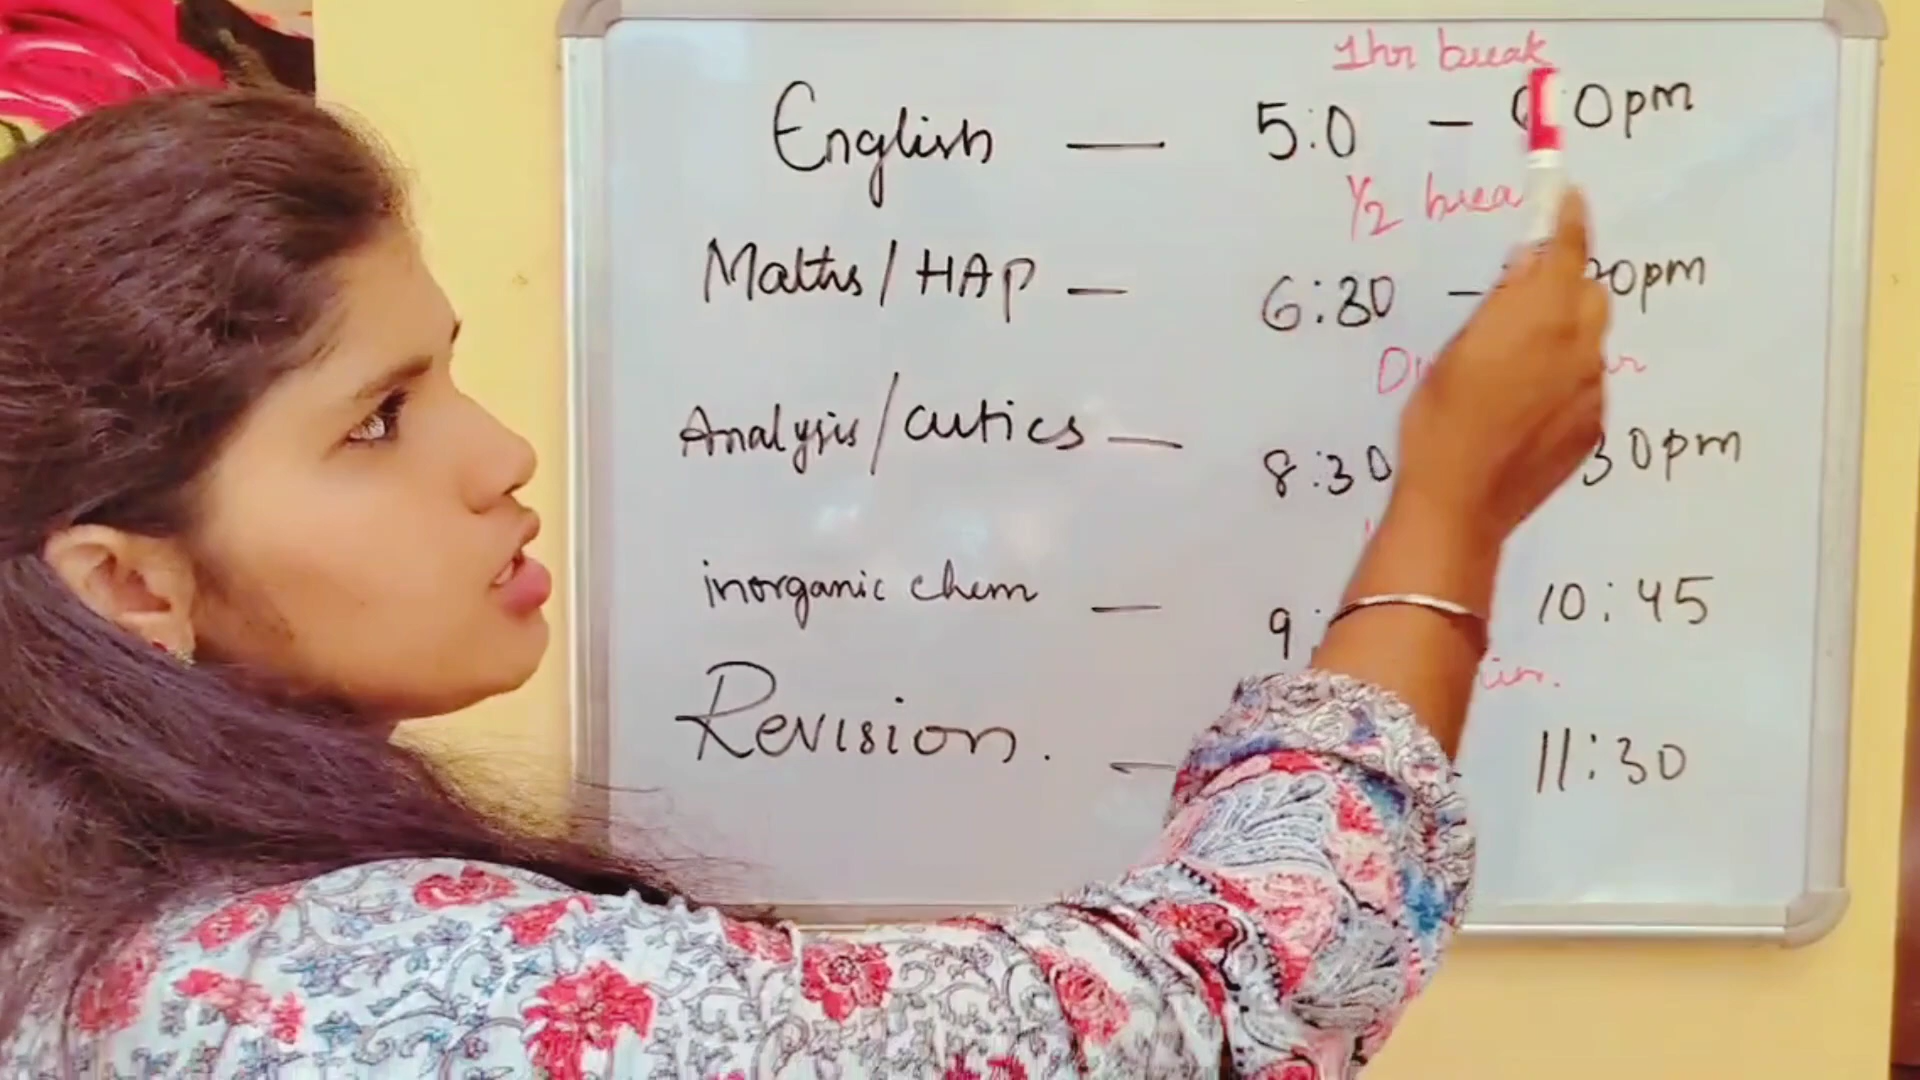 1hr break
English — 5:0 — 0pm
1/2
Maths/HAP — 6:30 — 0pm
Analysis/cutics — 8:30 30pm
inorganic chem — 9: 10:45
Revision. — 11:30